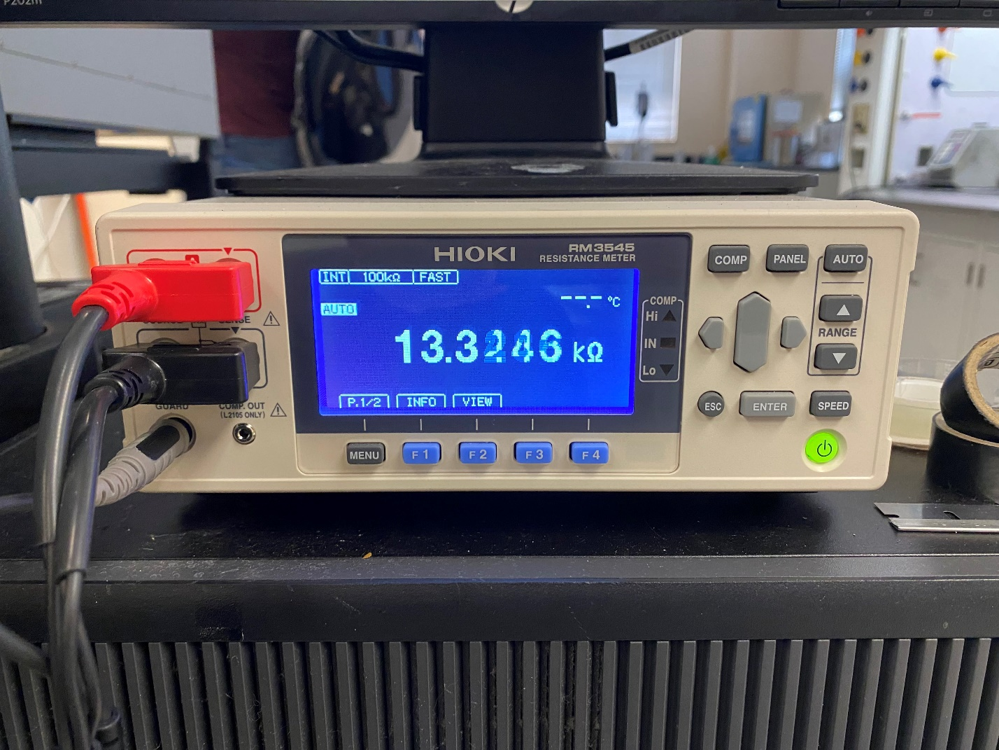 HIOKI
RM3545
RESISTANCE METER
INT 100kΩ FAST
---.- °C
AUTO
13.3246 kΩ
P.1/2 INFO VIEW
MENU F1 F2 F3 F4
COMP
Hi
IN
Lo
COMP PANEL AUTO
RANGE
ESC ENTER SPEED
GUARD
COMP. OUT
(L2105 ONLY)